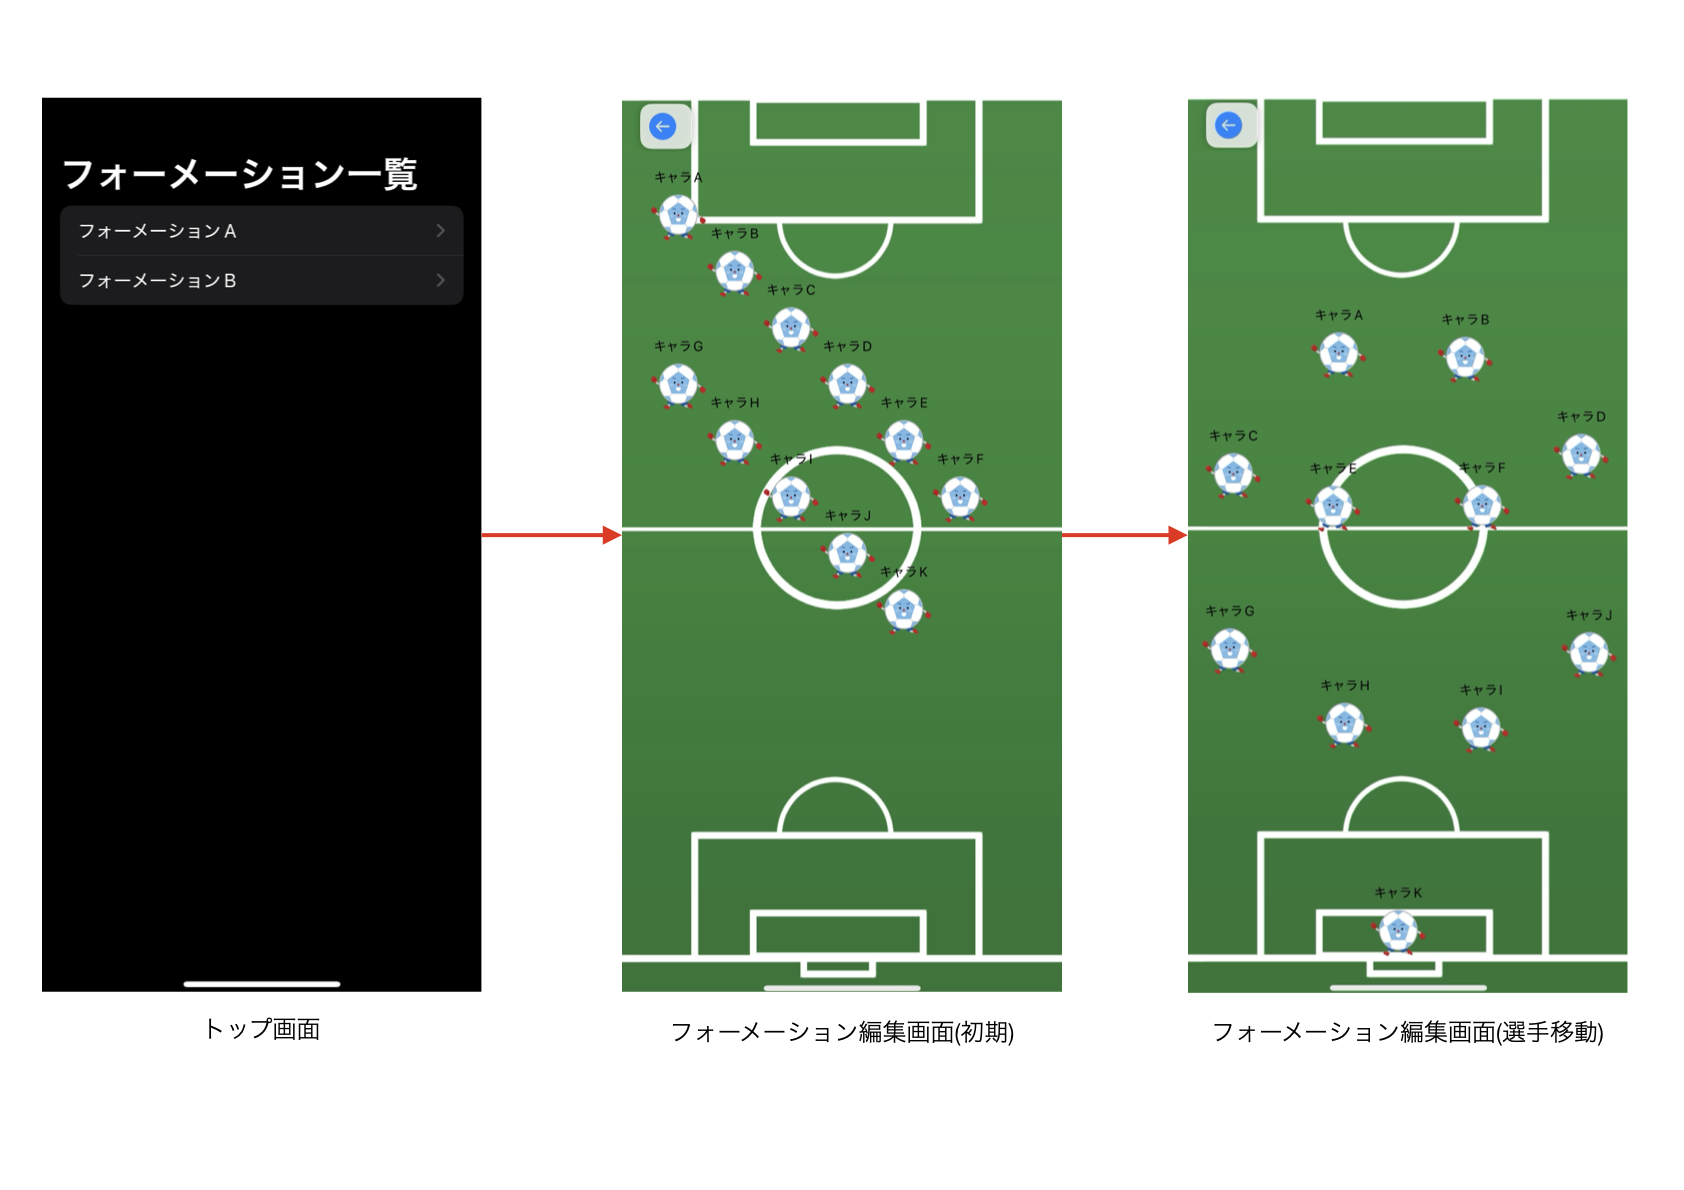 フォーメーション一覧
フォーメーションA
フォーメーションB
トップ画面
キャラA
キャラB
キャラC
キャラG
キャラD
キャラH
キャラE
キャラI
キャラF
キャラJ
キャラK
フォーメーション編集画面(初期)
キャラA
キャラB
キャラD
キャラC
キャラE
キャラF
キャラG
キャラJ
キャラH
キャラI
キャラK
フォーメーション編集画面(選手移動)